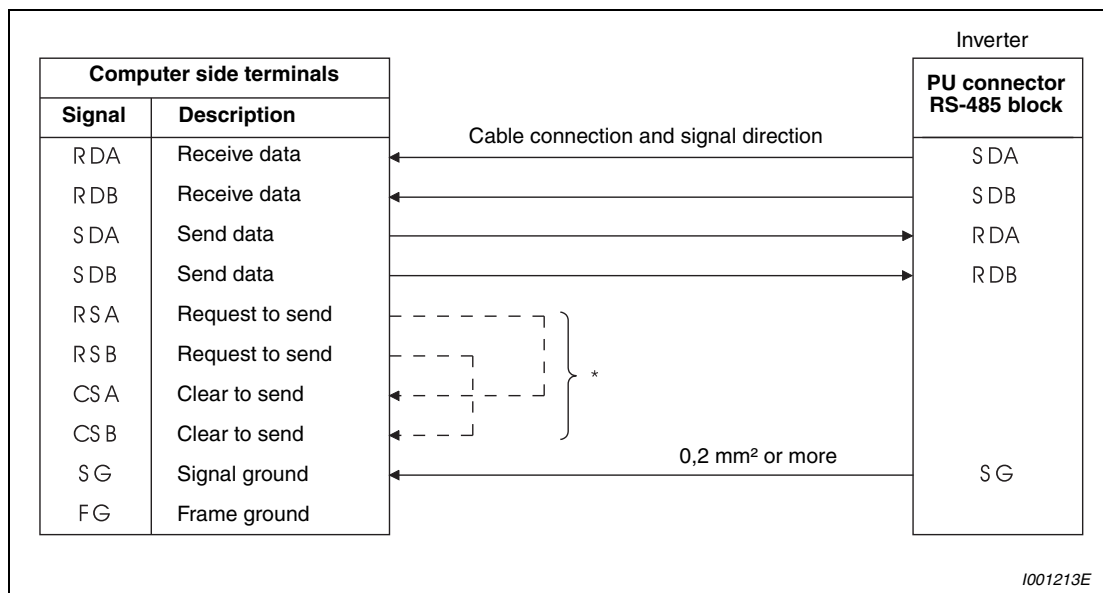 Inverter
Computer side terminals
PU connector
RS-485 block
Signal Description
Cable connection and signal direction
RDA Receive data SDA
RDB Receive data SDB
SDA Send data RDA
SDB Send data RDB
RSA Request to send
RSB Request to send
*
CSA Clear to send
CSB Clear to send
0,2 mm² or more
SG Signal ground SG
FG Frame ground
I001213E